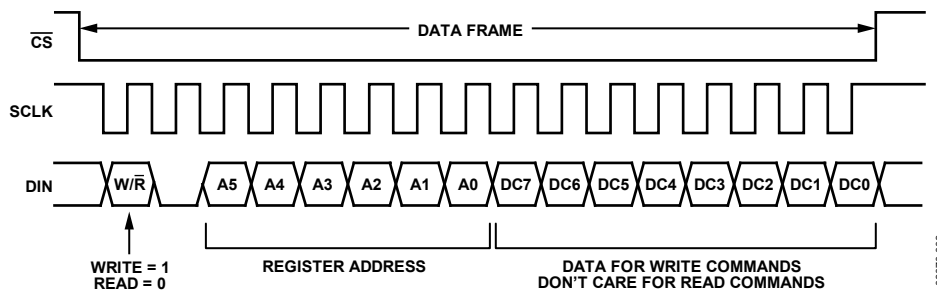 DATA FRAME
CS
SCLK
DIN
W/R A5 A4 A3 A2 A1 A0 DC7 DC6 DC5 DC4 DC3 DC2 DC1 DC0
WRITE = 1
READ = 0
REGISTER ADDRESS
DATA FOR WRITE COMMANDS
DON'T CARE FOR READ COMMANDS